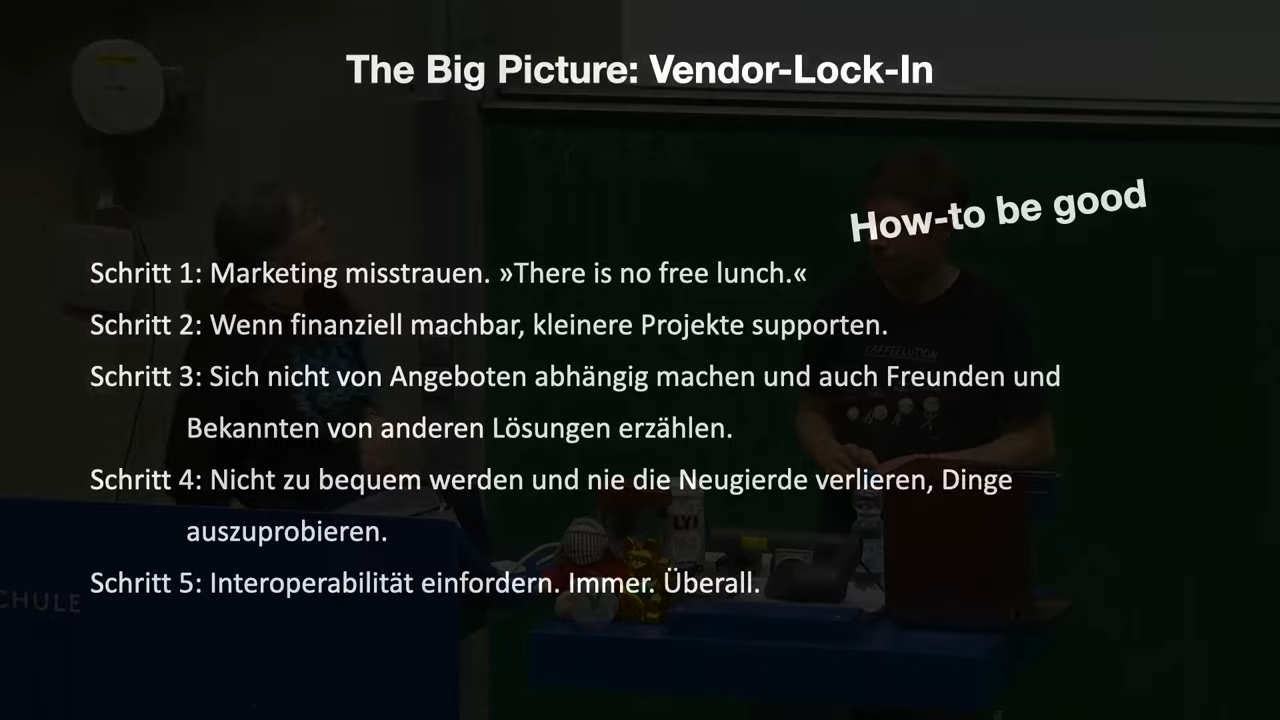 The Big Picture: Vendor-Lock-In
How-to be good
Schritt 1: Marketing misstrauen. »There is no free lunch.«
Schritt 2: Wenn finanziell machbar, kleinere Projekte supporten.
Schritt 3: Sich nicht von Angeboten abhängig machen und auch Freunden und
Bekannten von anderen Lösungen erzählen.
Schritt 4: Nicht zu bequem werden und nie die Neugierde verlieren, Dinge
auszuprobieren.
Schritt 5: Interoperabilität einfordern. Immer. Überall.
KAFFEELUTION
LY!
CHULE